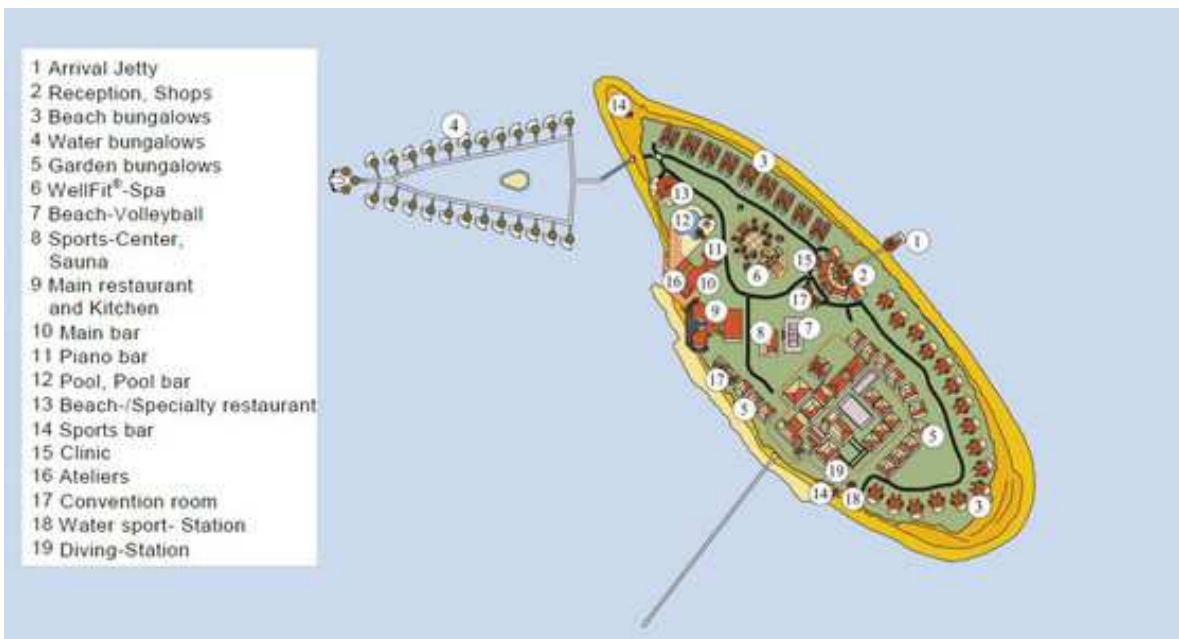 1 Arrival Jetty
2 Reception, Shops
3 Beach bungalows
4 Water bungalows
5 Garden bungalows
6 WellFit®-Spa
7 Beach-Volleyball
8 Sports-Center,
Sauna
9 Main restaurant
and Kitchen
10 Main bar
11 Piano bar
12 Pool, Pool bar
13 Beach-/Specialty restaurant
14 Sports bar
15 Clinic
16 Ateliers
17 Convention room
18 Water sport- Station
19 Diving-Station
14
4
3
13
12
1
11
15
2
6
16
10
17
9
7
8
17
5
5
19
14
18
3